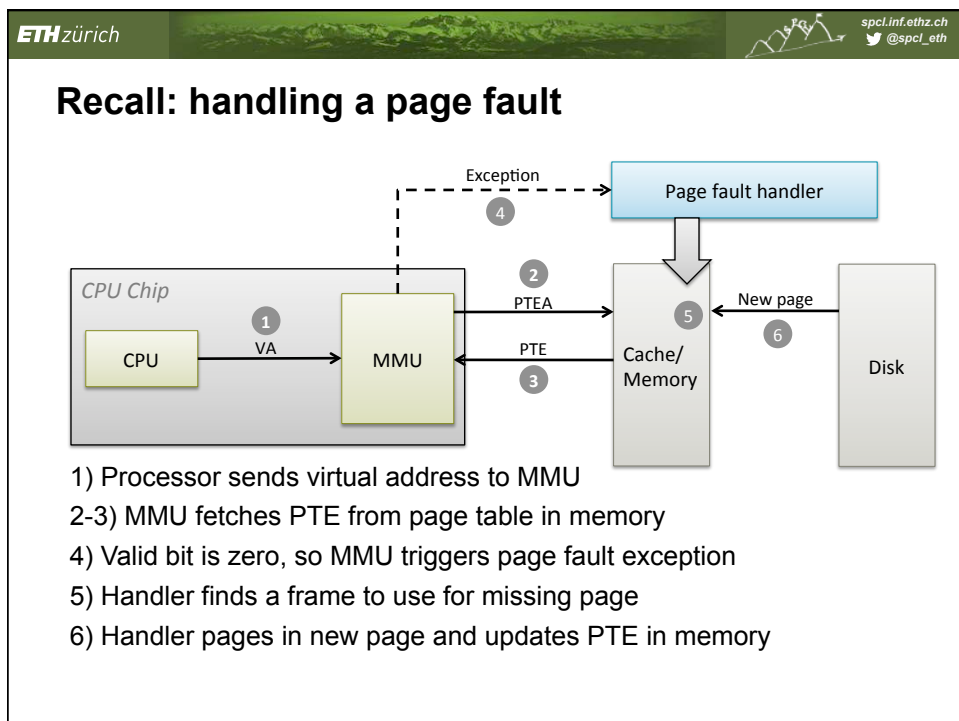 ETH zürich
spcl.inf.ethz.ch
@spcl_eth
Recall: handling a page fault
Exception
4
Page fault handler
CPU Chip
1
VA
CPU
MMU
2
PTEA
PTE
3
5
Cache/
Memory
New page
6
Disk
1) Processor sends virtual address to MMU
2-3) MMU fetches PTE from page table in memory
4) Valid bit is zero, so MMU triggers page fault exception
5) Handler finds a frame to use for missing page
6) Handler pages in new page and updates PTE in memory